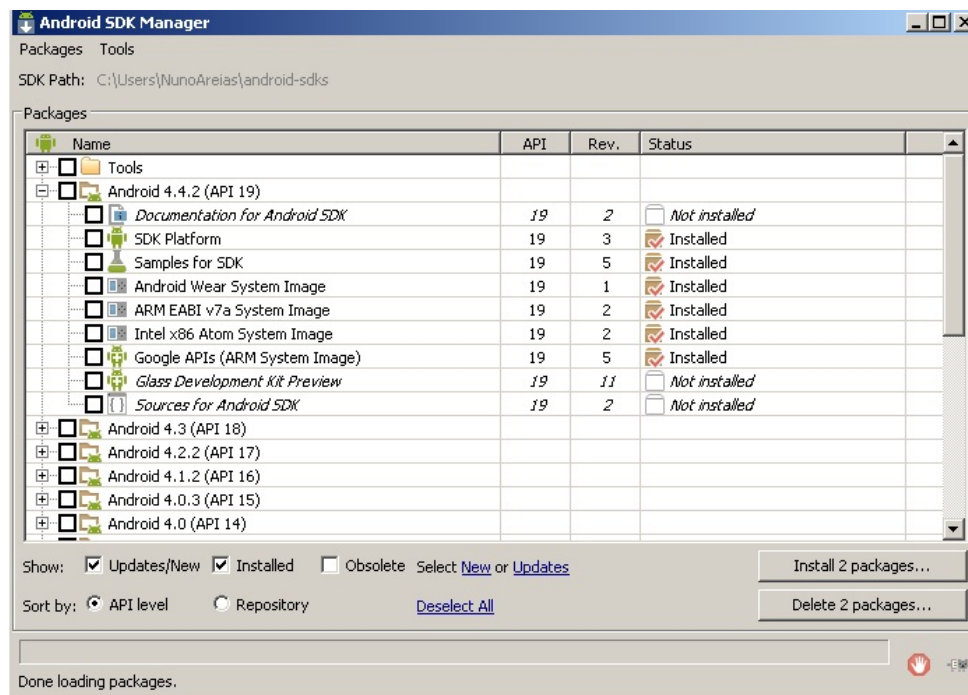 Android SDK Manager
Packages Tools
SDK Path: C:\Users\NunoAreias\android-sdks
Packages
Name API Rev. Status
Tools
Android 4.4.2 (API 19)
Documentation for Android SDK 19 2 Not installed
SDK Platform 19 3 Installed
Samples for SDK 19 5 Installed
Android Wear System Image 19 1 Installed
ARM EABI v7a System Image 19 2 Installed
Intel x86 Atom System Image 19 2 Installed
Google APIs (ARM System Image) 19 5 Installed
Glass Development Kit Preview 19 11 Not installed
Sources for Android SDK 19 2 Not installed
Android 4.3 (API 18)
Android 4.2.2 (API 17)
Android 4.1.2 (API 16)
Android 4.0.3 (API 15)
Android 4.0 (API 14)
Show: Updates/New Installed Obsolete Select New or Updates Install 2 packages...
Sort by: API level Repository Deselect All Delete 2 packages...
Done loading packages.